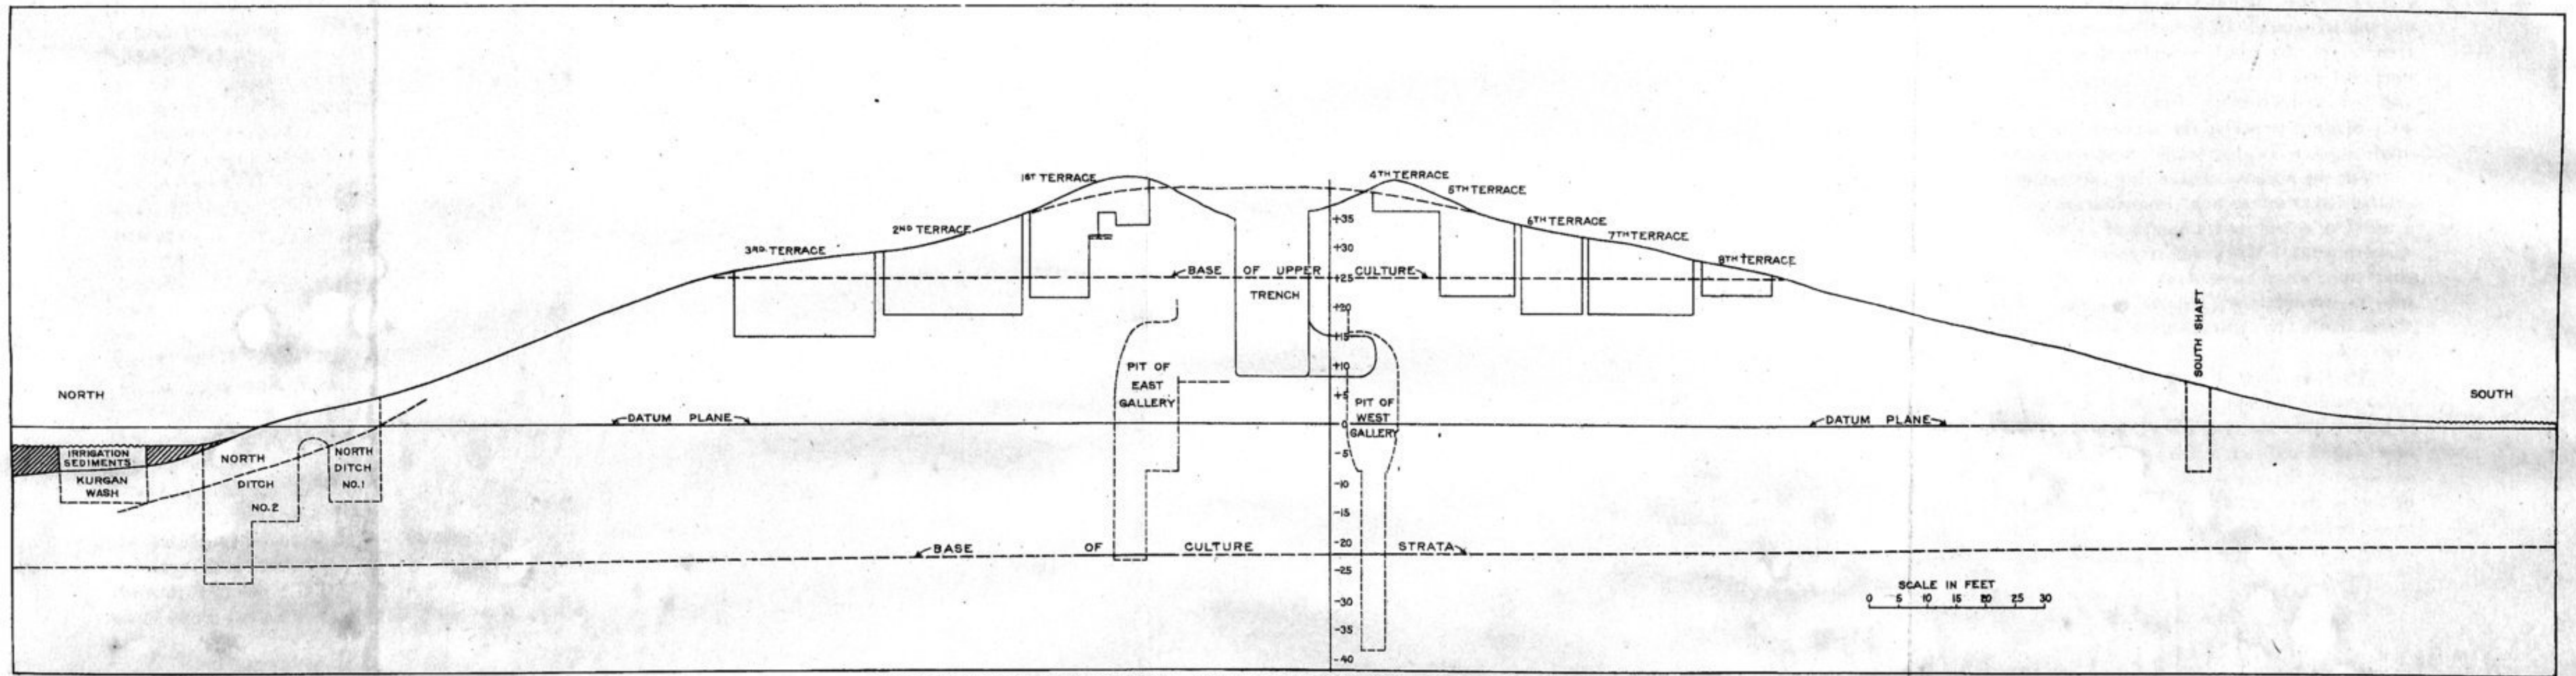 1ST TERRACE
2ND TERRACE
3RD TERRACE
4TH TERRACE
5TH TERRACE
6TH TERRACE
7TH TERRACE
8TH TERRACE
+35
+30
+25
+20
+15
+10
+5
0
-5
-10
-15
-20
-25
-30
-35
-40
BASE OF UPPER CULTURE
TRENCH
PIT OF
EAST
GALLERY
PIT OF
WEST
GALLERY
SOUTH SHAFT
NORTH
SOUTH
DATUM PLANE
DATUM PLANE
IRRIGATION
SEDIMENTS
KURGAN
WASH
NORTH
DITCH
NO.2
NORTH
DITCH
NO.1
BASE OF CULTURE STRATA
SCALE IN FEET
0 5 10 15 20 25 30